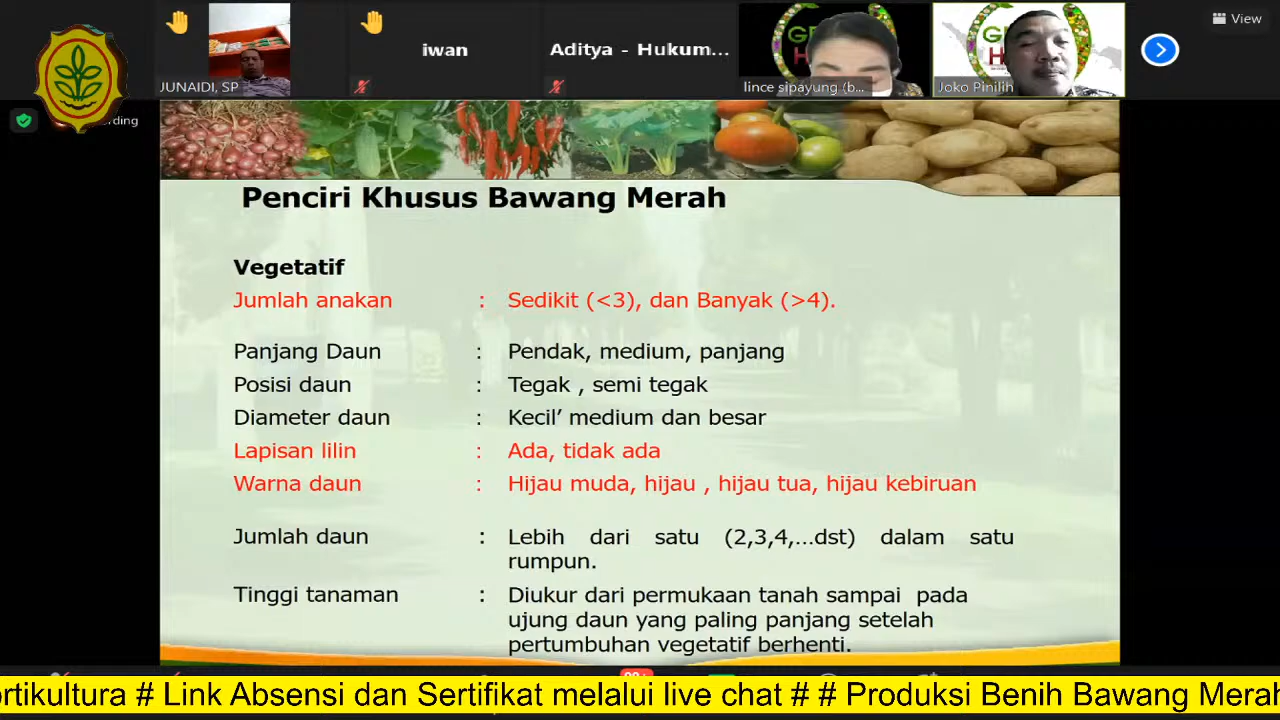 View
iwan
Aditya - Hukum...
JUNAIDI, SP
lince sipayung (b...
Joko Pinilih
Penciri Khusus Bawang Merah
Vegetatif
Jumlah anakan : Sedikit (<3), dan Banyak (>4).
Panjang Daun : Pendak, medium, panjang
Posisi daun : Tegak , semi tegak
Diameter daun : Kecil’ medium dan besar
Lapisan lilin : Ada, tidak ada
Warna daun : Hijau muda, hijau , hijau tua, hijau kebiruan
Jumlah daun : Lebih dari satu (2,3,4,...dst) dalam satu
rumpun.
Tinggi tanaman : Diukur dari permukaan tanah sampai pada
ujung daun yang paling panjang setelah
pertumbuhan vegetatif berhenti.
rtikultura # Link Absensi dan Sertifikat melalui live chat # # Produksi Benih Bawang Merah